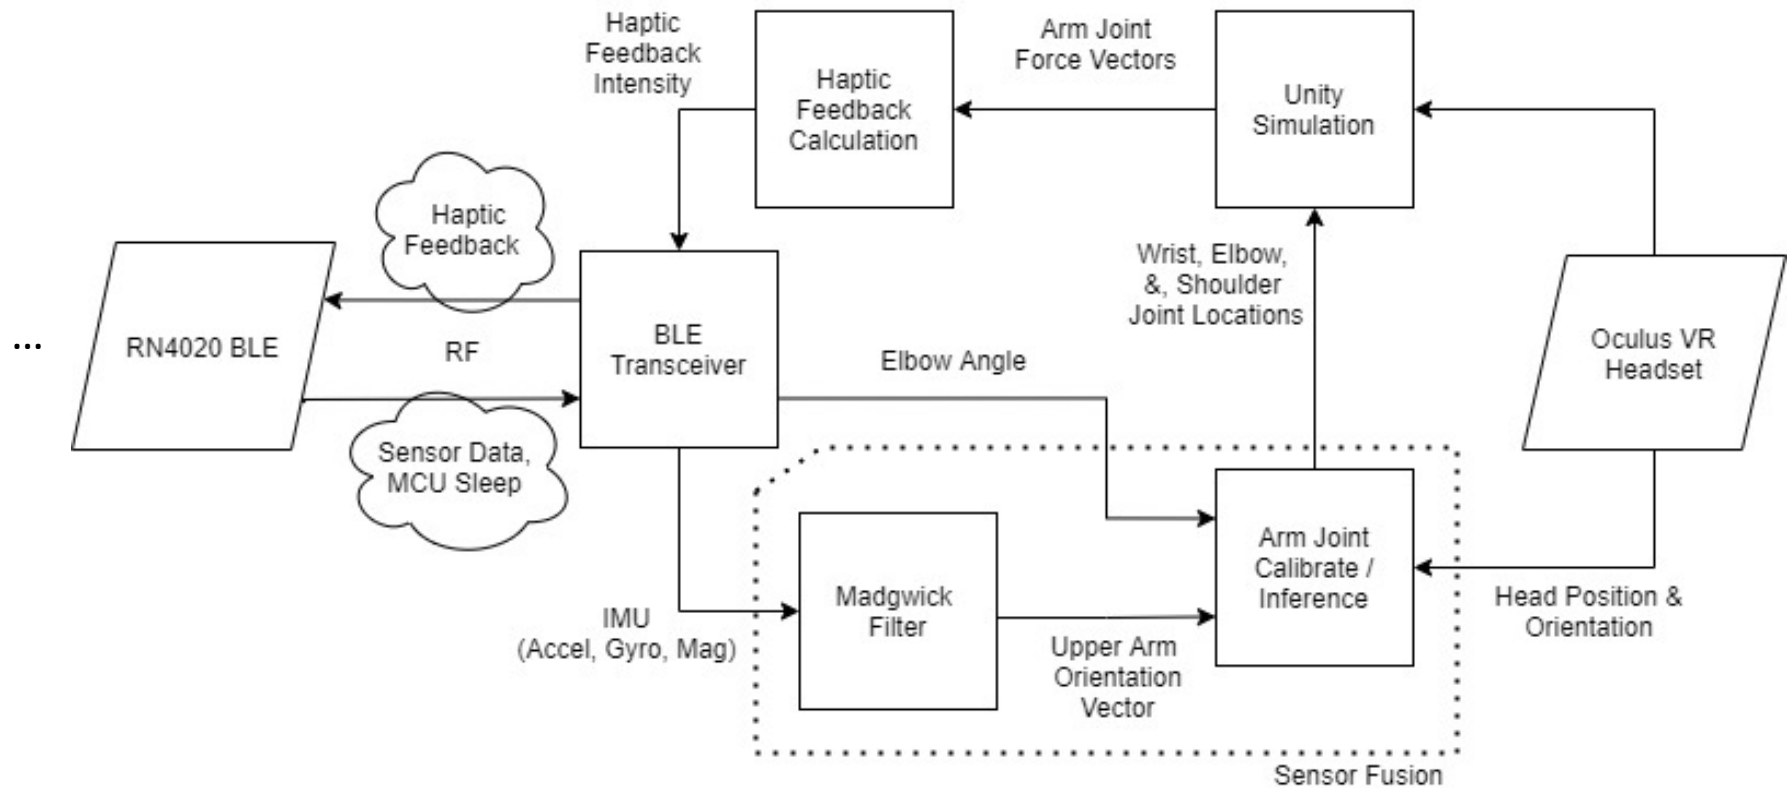 Haptic
Feedback
Intensity
Haptic
Feedback
Calculation
Arm Joint
Force Vectors
Unity
Simulation
Haptic
Feedback
Wrist, Elbow,
&, Shoulder
Joint Locations
...
RN4020 BLE
RF
BLE
Transceiver
Elbow Angle
Oculus VR
Headset
Sensor Data,
MCU Sleep
IMU
(Accel, Gyro, Mag)
Madgwick
Filter
Upper Arm
Orientation
Vector
Arm Joint
Calibrate /
Inference
Head Position &
Orientation
Sensor Fusion